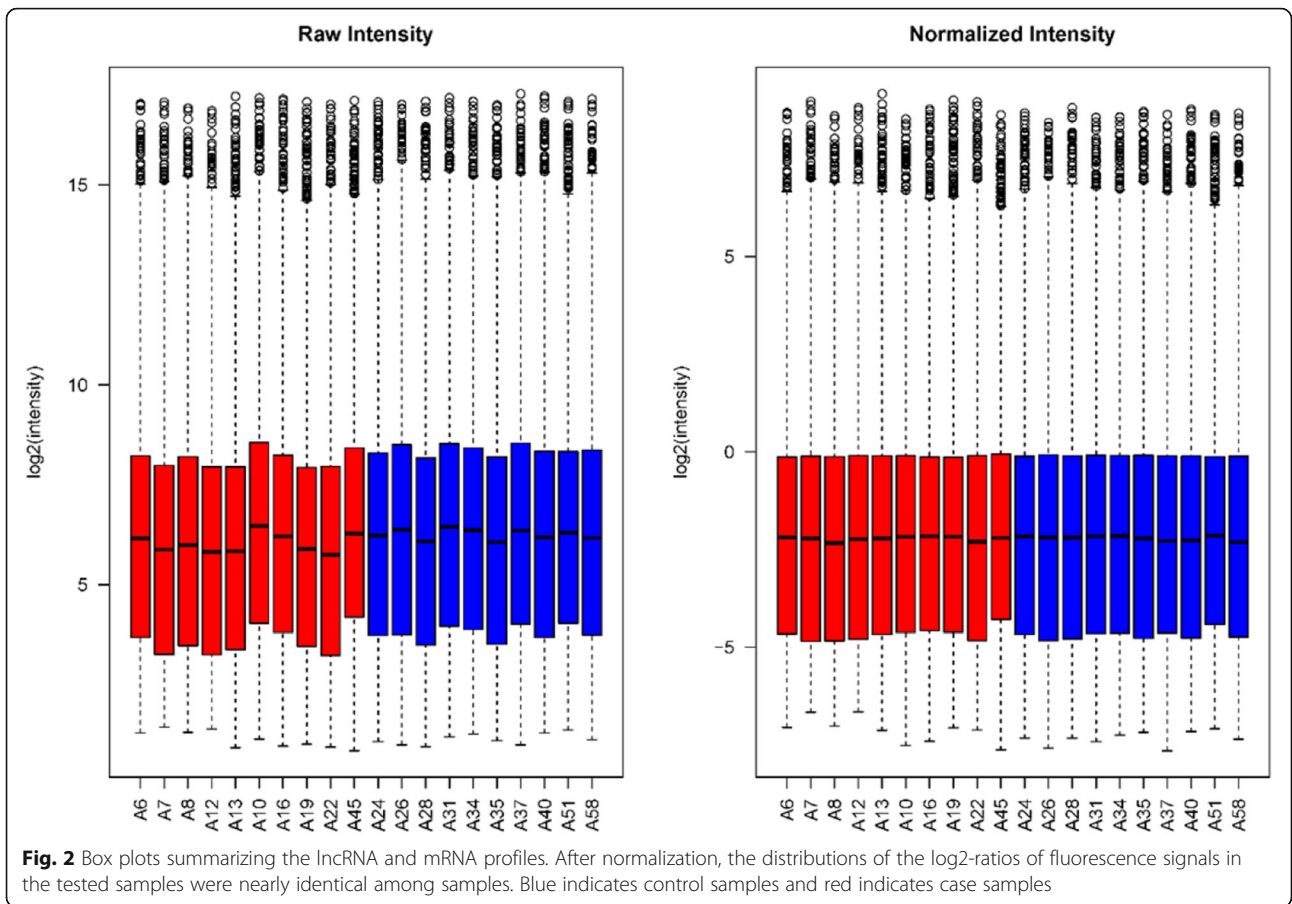 Raw Intensity
log2(intensity)
15
10
5
A6
A7
A8
A12
A13
A10
A16
A19
A22
A45
A24
A26
A28
A31
A34
A35
A37
A40
A51
A58
Normalized Intensity
log2(intensity)
5
0
−5
A6
A7
A8
A12
A13
A10
A16
A19
A22
A45
A24
A26
A28
A31
A34
A35
A37
A40
A51
A58
Fig. 2 Box plots summarizing the lncRNA and mRNA profiles. After normalization, the distributions of the log2-ratios of fluorescence signals in
the tested samples were nearly identical among samples. Blue indicates control samples and red indicates case samples